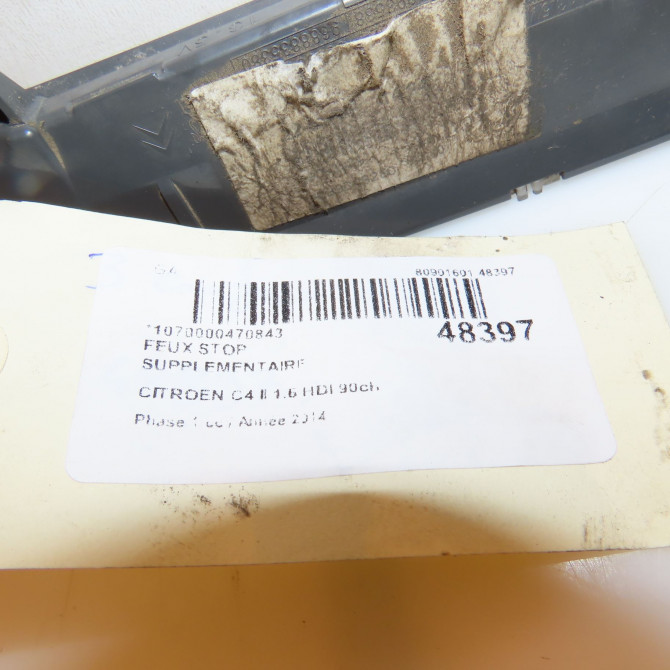 80901601 48397
*1070000470843
48397
FEUX STOP
SUPPLEMENTAIRE
CITROEN C4 II 1.6 HDI 90ch
Phase 1 Année 2014